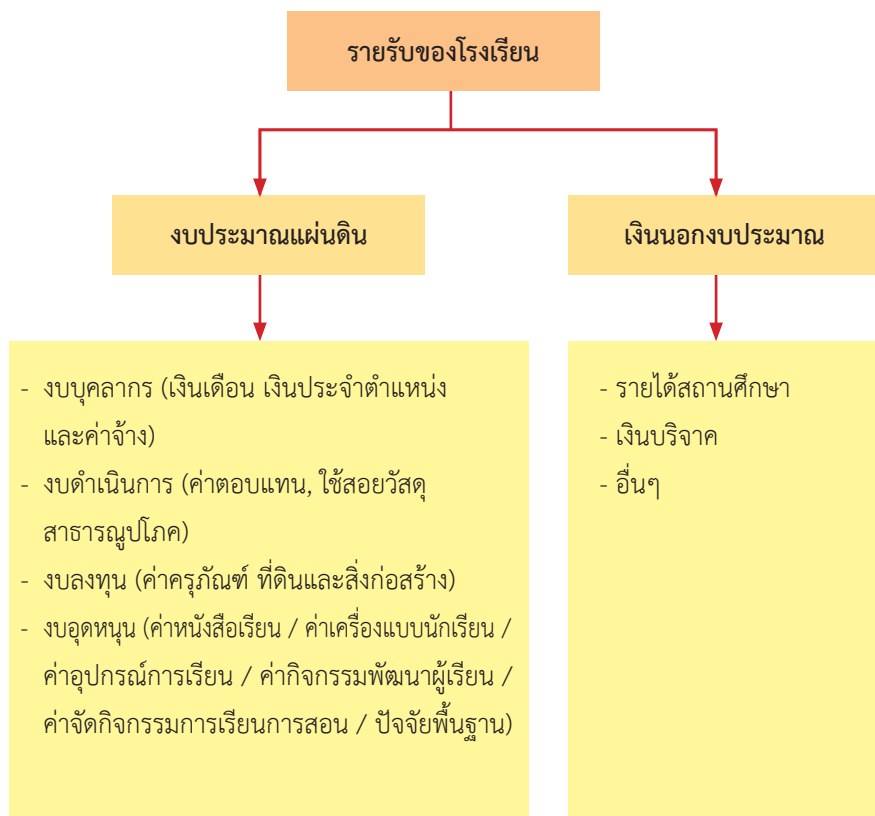 รายรับของโรงเรียน
งบประมาณแผ่นดิน
เงินนอกงบประมาณ
- งบบุคลากร (เงินเดือน เงินประจำตำแหน่ง
และค่าจ้าง)
- งบดำเนินการ (ค่าตอบแทน, ใช้สอยวัสดุ
สาธารณูปโภค)
- งบลงทุน (ค่าครุภัณฑ์ ที่ดินและสิ่งก่อสร้าง)
- งบอุดหนุน (ค่าหนังสือเรียน / ค่าเครื่องแบบนักเรียน /
ค่าอุปกรณ์การเรียน / ค่ากิจกรรมพัฒนาผู้เรียน /
ค่าจัดกิจกรรมการเรียนการสอน / ปัจจัยพื้นฐาน)
- รายได้สถานศึกษา
- เงินบริจาค
- อื่นๆ